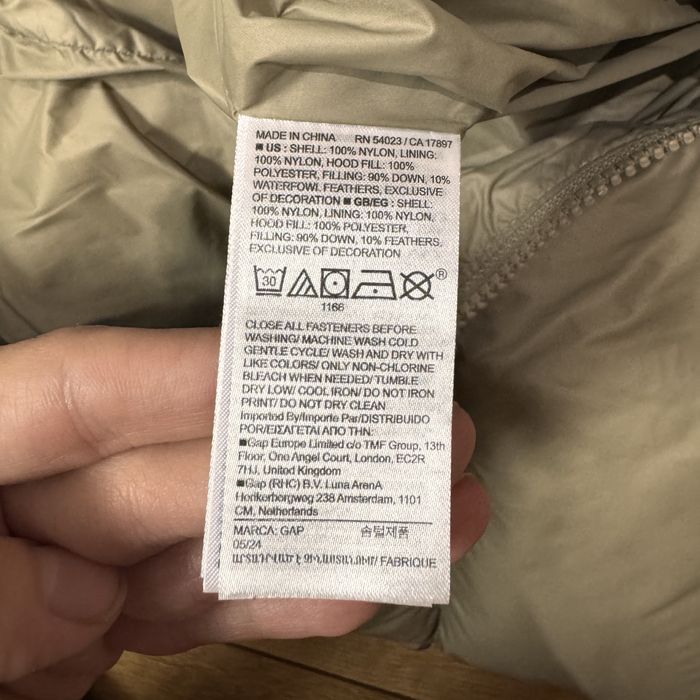 MADE IN CHINA RN 54023 / CA 17897
■ US : SHELL: 100% NYLON, LINING:
100% NYLON, HOOD FILL: 100%
POLYESTER, FILLING: 90% DOWN, 10%
WATERFOWL FEATHERS, EXCLUSIVE
OF DECORATION ■ GB/EG : SHELL:
100% NYLON, LINING: 100% NYLON,
HOOD FILL: 100% POLYESTER,
FILLING: 90% DOWN, 10% FEATHERS,
EXCLUSIVE OF DECORATION
30 ®
1166
CLOSE ALL FASTENERS BEFORE
WASHING/ MACHINE WASH COLD
GENTLE CYCLE/ WASH AND DRY WITH
LIKE COLORS/ ONLY NON-CHLORINE
BLEACH WHEN NEEDED/ TUMBLE
DRY LOW/ COOL IRON/ DO NOT IRON
PRINT/ DO NOT DRY CLEAN
Imported By/Importe Par/DISTRIBUIDO
POR/ΕΙΣΑΓΕΤΑΙ ΑΠΟ ΤΗΝ:
■Gap Europe Limited c/o TMF Group, 13th
Floor, One Angel Court, London, EC2R
7HJ, United Kingdom
■Gap (RHC) B.V. Luna ArenA
Herikerbergweg 238 Amsterdam, 1101
CM, Netherlands
MARCA: GAP 솜털제품
05/24
ԱՐՏԱԴՐՎԱԾ Է ՉԻՆԱՍՏԱՆՈՒՄ/ FABRIQUE